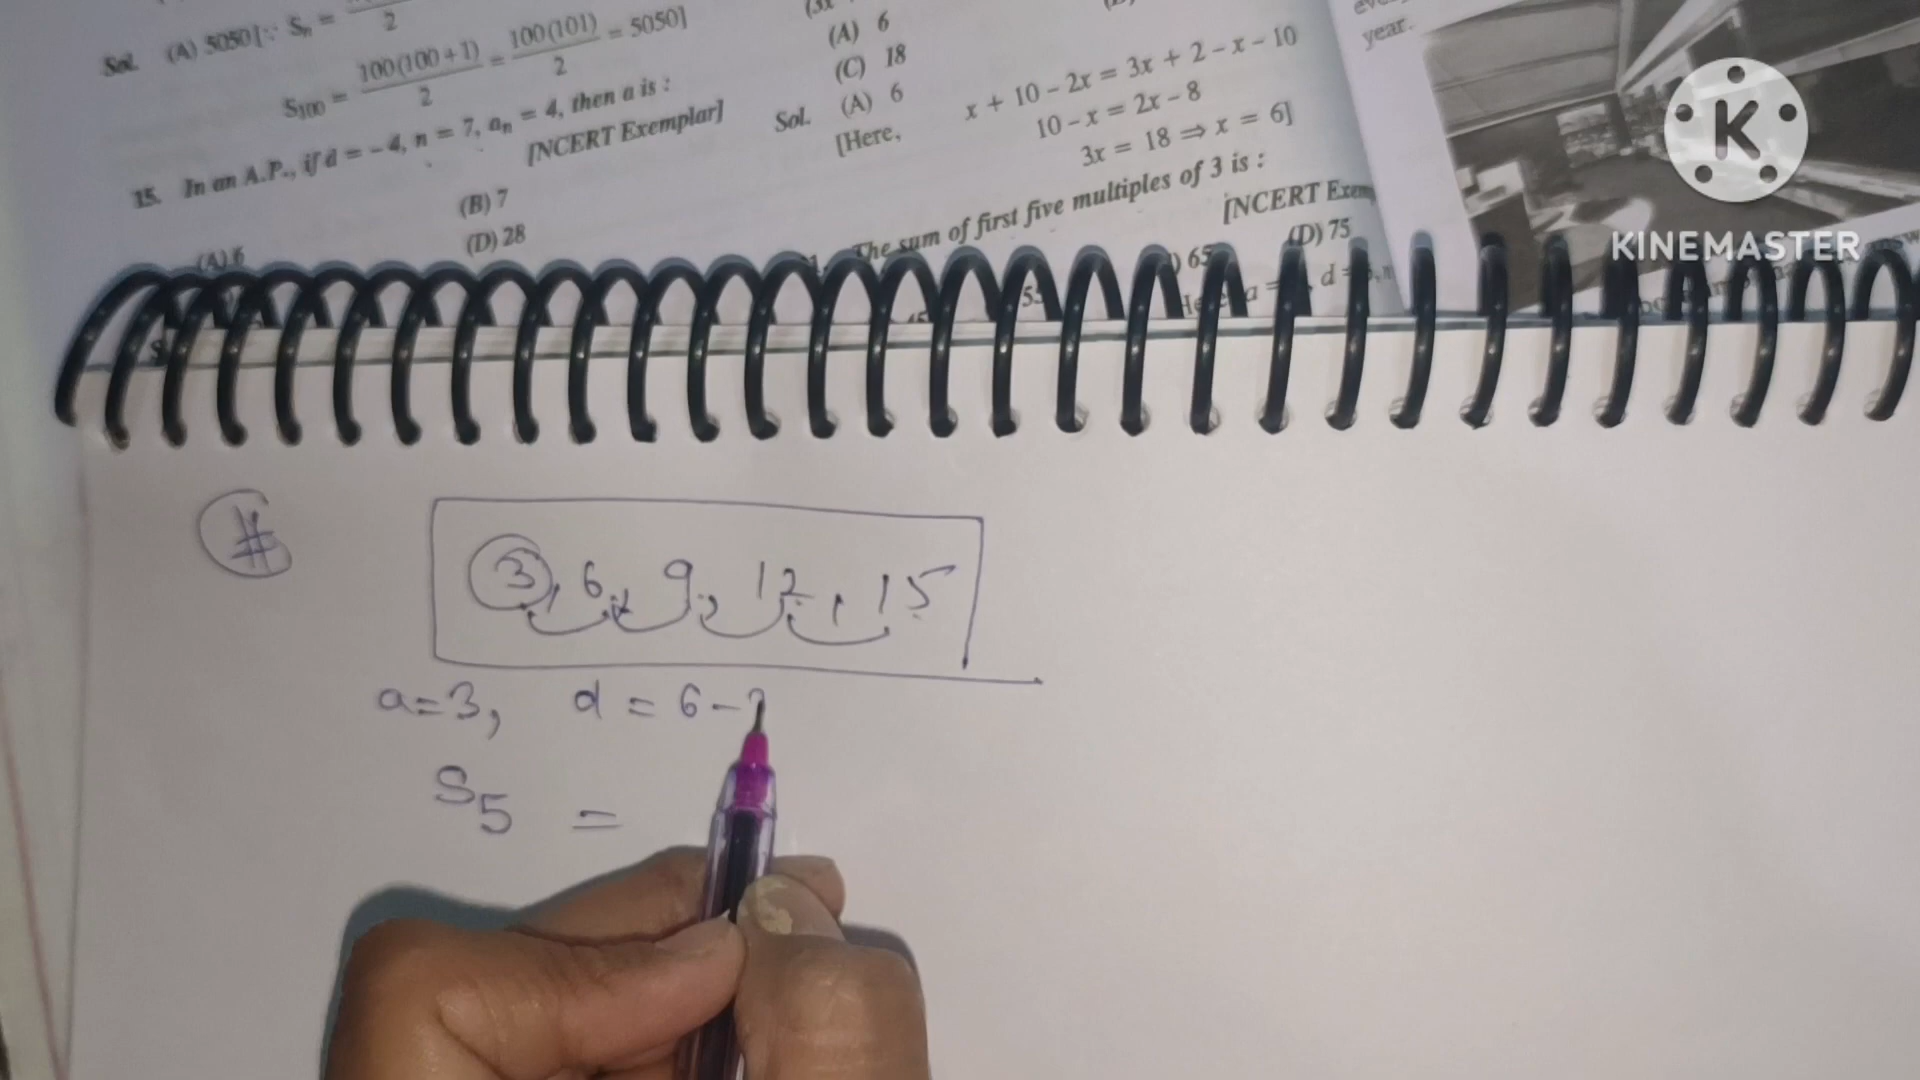 Sol. (A) 5050 [∵ Sn =
2
S100 = 100(100 + 1)/2 = 100(101)/2 = 5050]
15. In an A.P., if d = – 4, n = 7, an = 4, then a is :
[NCERT Exemplar]
(A) 6
(B) 7
(D) 28
(A) 6
(C) 18
Sol. (A) 6
[Here, x + 10 – 2x = 3x + 2 – x – 10
10 – x = 2x – 8
3x = 18 ⇒ x = 6]
The sum of first five multiples of 3 is :
[NCERT
65
(D) 75
a =
d =
year.
K
KINEMASTER
#
3, 6, 9, 12, 15
a=3, d = 6-
S5 =